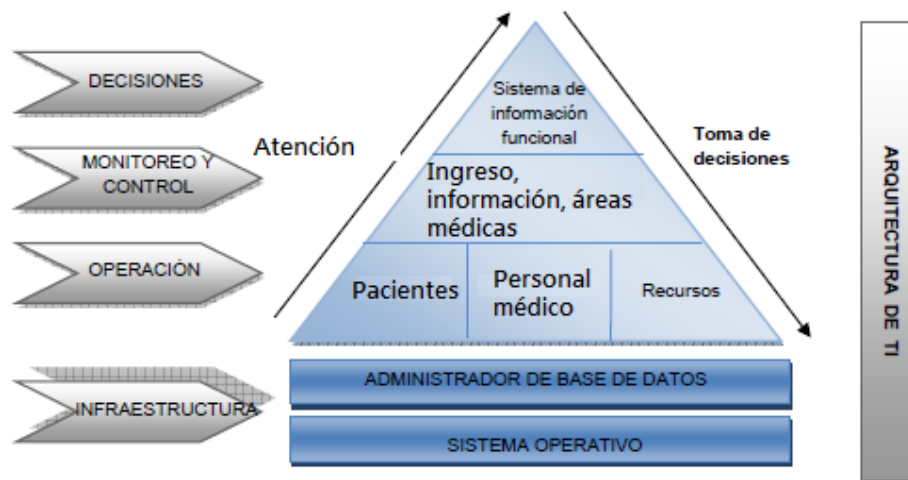 DECISIONES
MONITOREO Y
CONTROL
OPERACIÓN
INFRAESTRUCTURA
Atención
Sistema de
información
funcional
Ingreso,
información, áreas
médicas
Pacientes
Personal
médico
Recursos
Toma de
decisiones
ADMINISTRADOR DE BASE DE DATOS
SISTEMA OPERATIVO
ARQUITECTURA DE TI